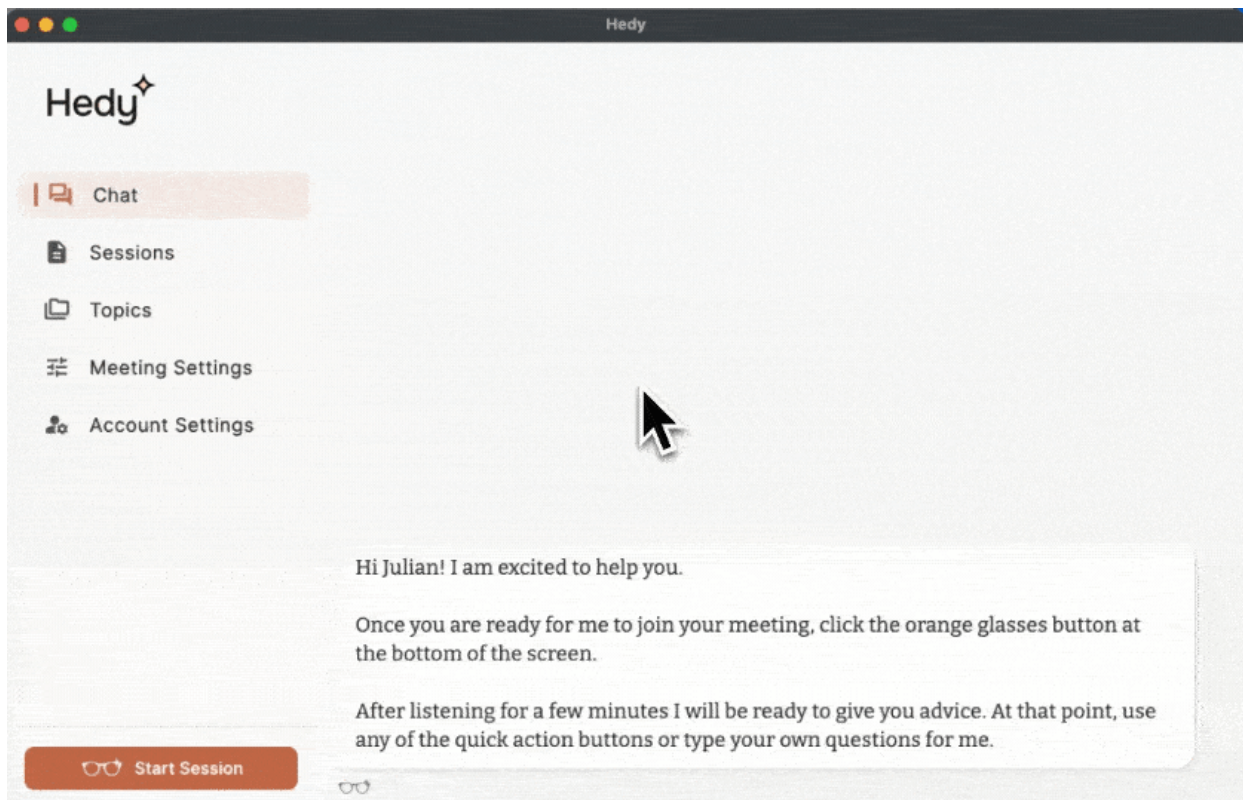 Hedy
Hedy
Chat
Sessions
Topics
Meeting Settings
Account Settings
Hi Julian! I am excited to help you.
Once you are ready for me to join your meeting, click the orange glasses button at
the bottom of the screen.
After listening for a few minutes I will be ready to give you advice. At that point, use
any of the quick action buttons or type your own questions for me.
Start Session